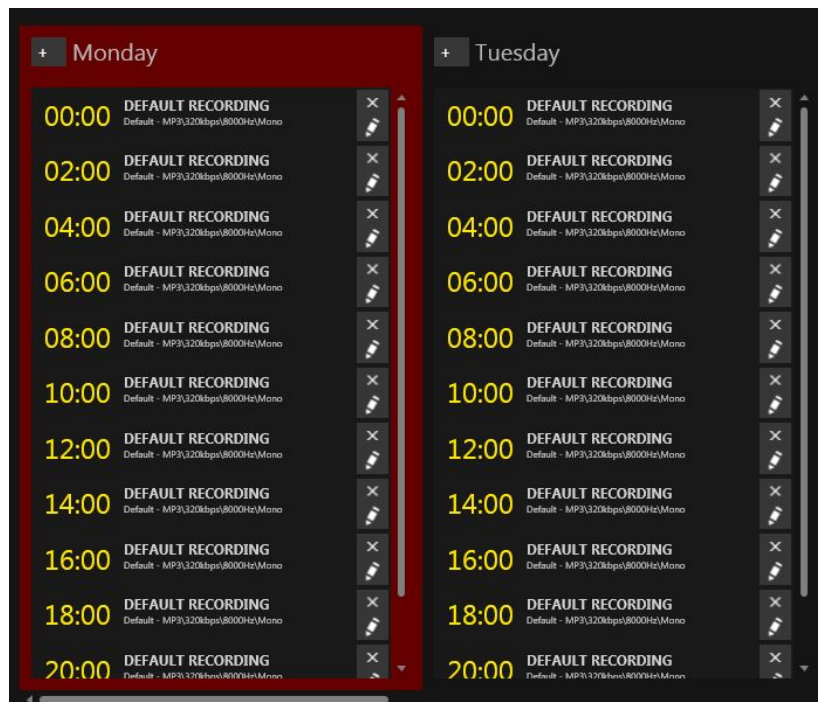 + Monday
00:00 DEFAULT RECORDING
Default - MP3\320kbps\8000Hz\Mono
02:00 DEFAULT RECORDING
Default - MP3\320kbps\8000Hz\Mono
04:00 DEFAULT RECORDING
Default - MP3\320kbps\8000Hz\Mono
06:00 DEFAULT RECORDING
Default - MP3\320kbps\8000Hz\Mono
08:00 DEFAULT RECORDING
Default - MP3\320kbps\8000Hz\Mono
10:00 DEFAULT RECORDING
Default - MP3\320kbps\8000Hz\Mono
12:00 DEFAULT RECORDING
Default - MP3\320kbps\8000Hz\Mono
14:00 DEFAULT RECORDING
Default - MP3\320kbps\8000Hz\Mono
16:00 DEFAULT RECORDING
Default - MP3\320kbps\8000Hz\Mono
18:00 DEFAULT RECORDING
Default - MP3\320kbps\8000Hz\Mono
20:00 DEFAULT RECORDING
Default - MP3\320kbps\8000Hz\Mono
+ Tuesday
00:00 DEFAULT RECORDING
Default - MP3\320kbps\8000Hz\Mono
02:00 DEFAULT RECORDING
Default - MP3\320kbps\8000Hz\Mono
04:00 DEFAULT RECORDING
Default - MP3\320kbps\8000Hz\Mono
06:00 DEFAULT RECORDING
Default - MP3\320kbps\8000Hz\Mono
08:00 DEFAULT RECORDING
Default - MP3\320kbps\8000Hz\Mono
10:00 DEFAULT RECORDING
Default - MP3\320kbps\8000Hz\Mono
12:00 DEFAULT RECORDING
Default - MP3\320kbps\8000Hz\Mono
14:00 DEFAULT RECORDING
Default - MP3\320kbps\8000Hz\Mono
16:00 DEFAULT RECORDING
Default - MP3\320kbps\8000Hz\Mono
18:00 DEFAULT RECORDING
Default - MP3\320kbps\8000Hz\Mono
20:00 DEFAULT RECORDING
Default - MP3\320kbps\8000Hz\Mono